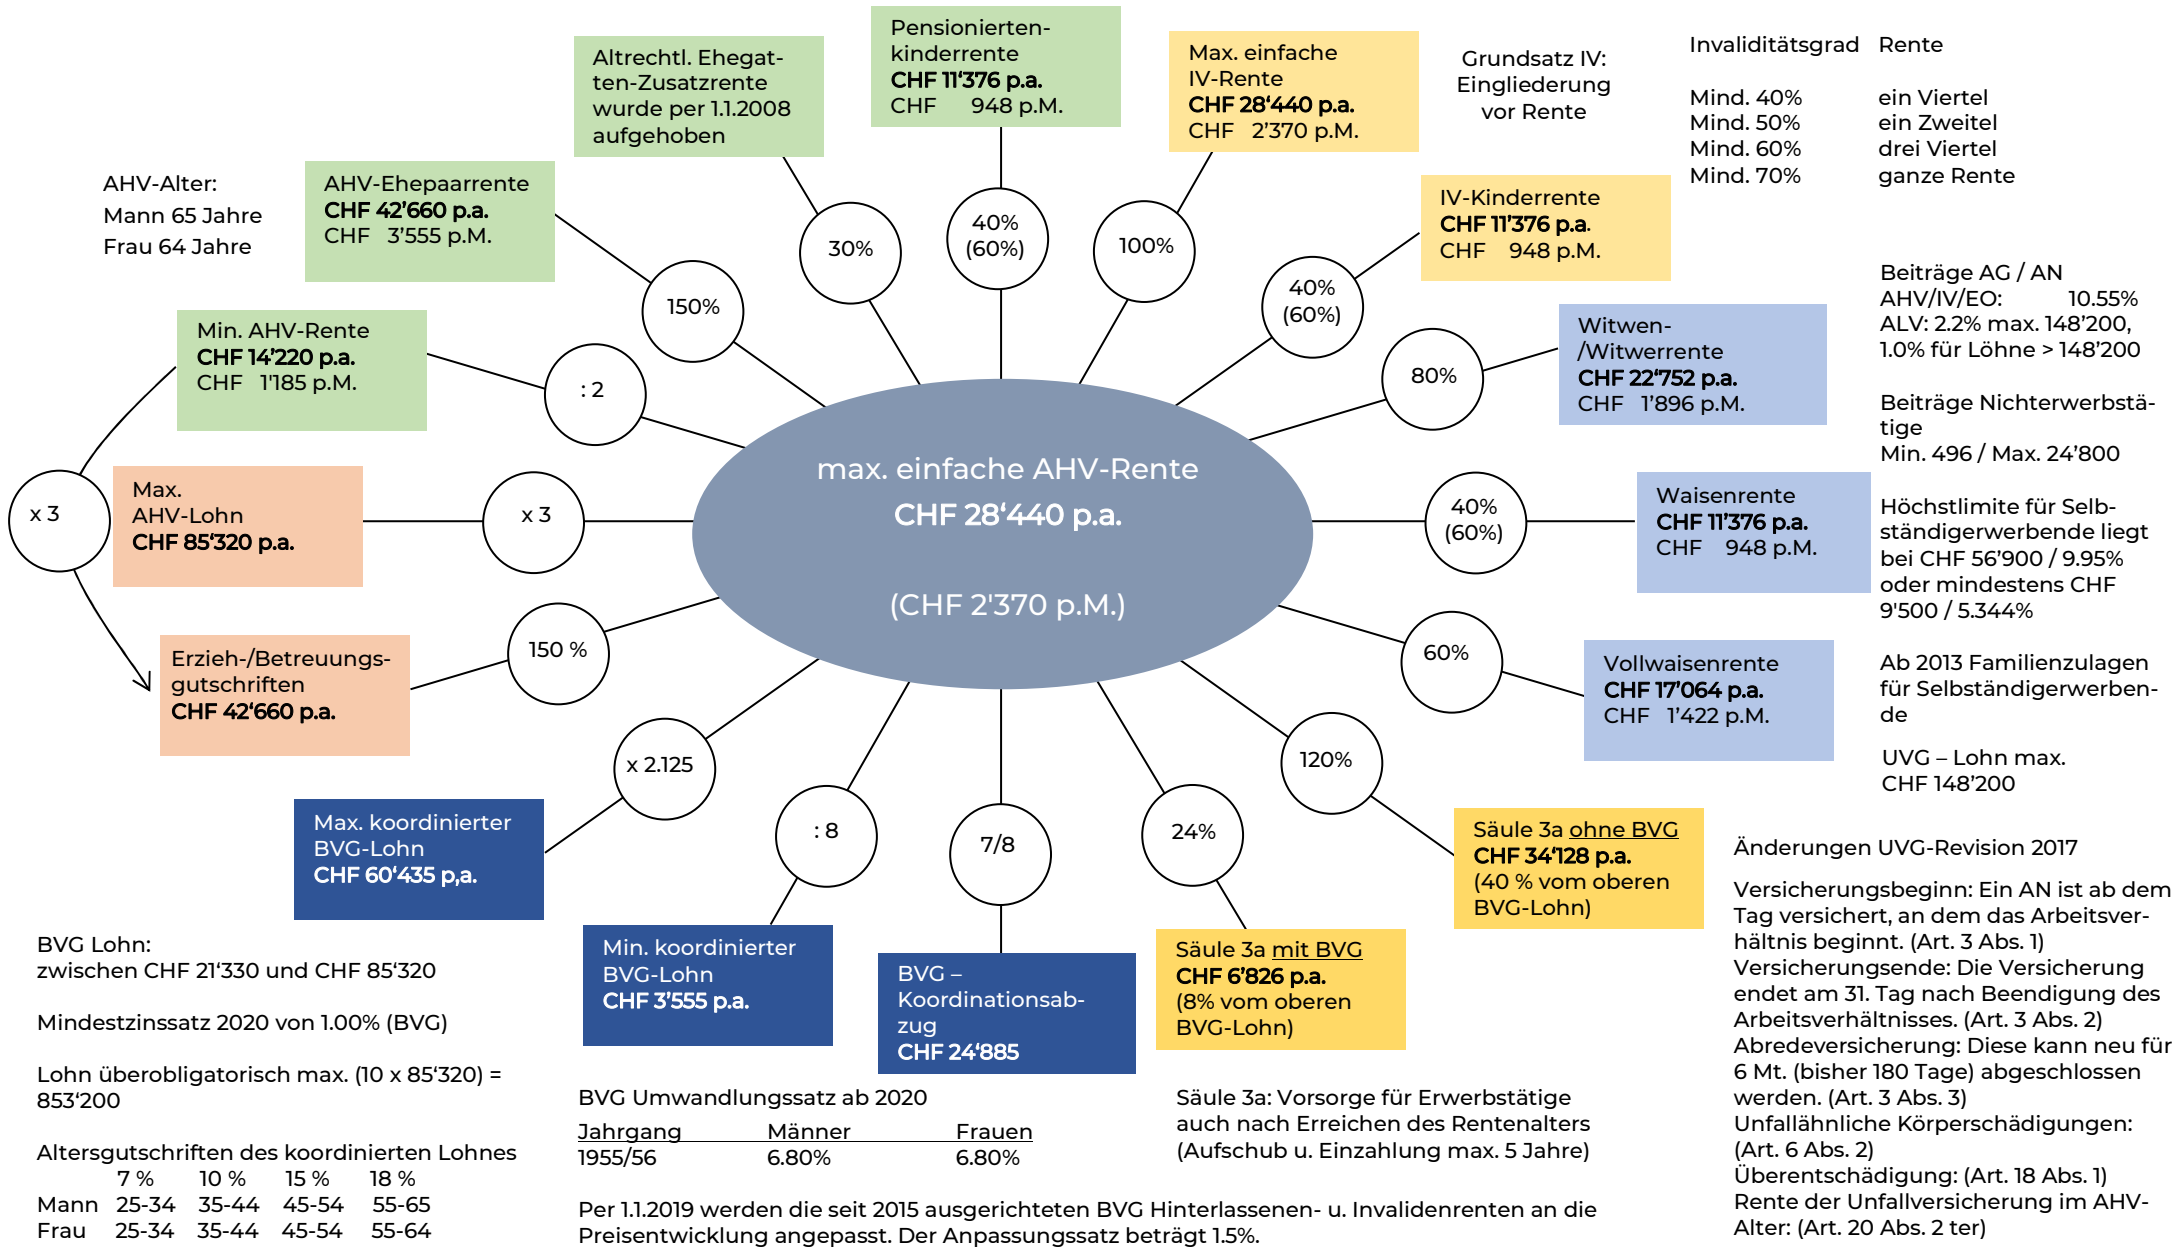 Altrechtl. Ehegat-
ten-Zusatzrente
wurde per 1.1.2008
aufgehoben
Pensionierten-
kinderrente
CHF 11‘376 p.a.
CHF 948 p.M.
Max. einfache
IV-Rente
CHF 28‘440 p.a.
CHF 2’370 p.M.
Grundsatz IV:
Eingliederung
vor Rente
Invaliditätsgrad Rente
Mind. 40% ein Viertel
Mind. 50% ein Zweitel
Mind. 60% drei Viertel
Mind. 70% ganze Rente
AHV-Alter:
Mann 65 Jahre
Frau 64 Jahre
AHV-Ehepaarrente
CHF 42’660 p.a.
CHF 3’555 p.M.
IV-Kinderrente
CHF 11’376 p.a.
CHF 948 p.M.
150%
30%
40%
(60%)
100%
40%
(60%)
80%
Min. AHV-Rente
CHF 14’220 p.a.
CHF 1'185 p.M.
: 2
Witwen-
/Witwerrente
CHF 22‘752 p.a.
CHF 1’896 p.M.
Beiträge AG / AN
AHV/IV/EO: 10.55%
ALV: 2.2% max. 148’200,
1.0% für Löhne > 148’200
Beiträge Nichterwerbstä-
tige
Min. 496 / Max. 24’800
Höchstlimite für Selb-
ständigerwerbende liegt
bei CHF 56’900 / 9.95%
oder mindestens CHF
9'500 / 5.344%
Ab 2013 Familienzulagen
für Selbständigerwerben-
de
UVG – Lohn max.
CHF 148’200
x 3
Max.
AHV-Lohn
CHF 85‘320 p.a.
x 3
max. einfache AHV-Rente
CHF 28‘440 p.a.
(CHF 2'370 p.M.)
40%
(60%)
Waisenrente
CHF 11’376 p.a.
CHF 948 p.M.
Erzieh-/Betreuungs-
gutschriften
CHF 42‘660 p.a.
150 %
60%
Vollwaisenrente
CHF 17’064 p.a.
CHF 1’422 p.M.
x 2.125
: 8
7/8
24%
120%
Max. koordinierter
BVG-Lohn
CHF 60‘435 p,a.
Min. koordinierter
BVG-Lohn
CHF 3’555 p.a.
BVG –
Koordinationsab-
zug
CHF 24‘885
Säule 3a mit BVG
CHF 6’826 p.a.
(8% vom oberen
BVG-Lohn)
Säule 3a ohne BVG
CHF 34’128 p.a.
(40 % vom oberen
BVG-Lohn)
BVG Lohn:
zwischen CHF 21‘330 und CHF 85‘320
Mindestzinssatz 2020 von 1.00% (BVG)
Lohn überobligatorisch max. (10 x 85‘320) =
853‘200
Altersgutschriften des koordinierten Lohnes
7 % 10 % 15 % 18 %
Mann 25-34 35-44 45-54 55-65
Frau 25-34 35-44 45-54 55-64
BVG Umwandlungssatz ab 2020
Jahrgang Männer Frauen
1955/56 6.80% 6.80%
Säule 3a: Vorsorge für Erwerbstätige
auch nach Erreichen des Rentenalters
(Aufschub u. Einzahlung max. 5 Jahre)
Per 1.1.2019 werden die seit 2015 ausgerichteten BVG Hinterlassenen- u. Invalidenrenten an die
Preisentwicklung angepasst. Der Anpassungssatz beträgt 1.5%.
Änderungen UVG-Revision 2017
Versicherungsbeginn: Ein AN ist ab dem
Tag versichert, an dem das Arbeitsver-
hältnis beginnt. (Art. 3 Abs. 1)
Versicherungsende: Die Versicherung
endet am 31. Tag nach Beendigung des
Arbeitsverhältnisses. (Art. 3 Abs. 2)
Abredeversicherung: Diese kann neu für
6 Mt. (bisher 180 Tage) abgeschlossen
werden. (Art. 3 Abs. 3)
Unfallähnliche Körperschädigungen:
(Art. 6 Abs. 2)
Überentschädigung: (Art. 18 Abs. 1)
Rente der Unfallversicherung im AHV-
Alter: (Art. 20 Abs. 2 ter)